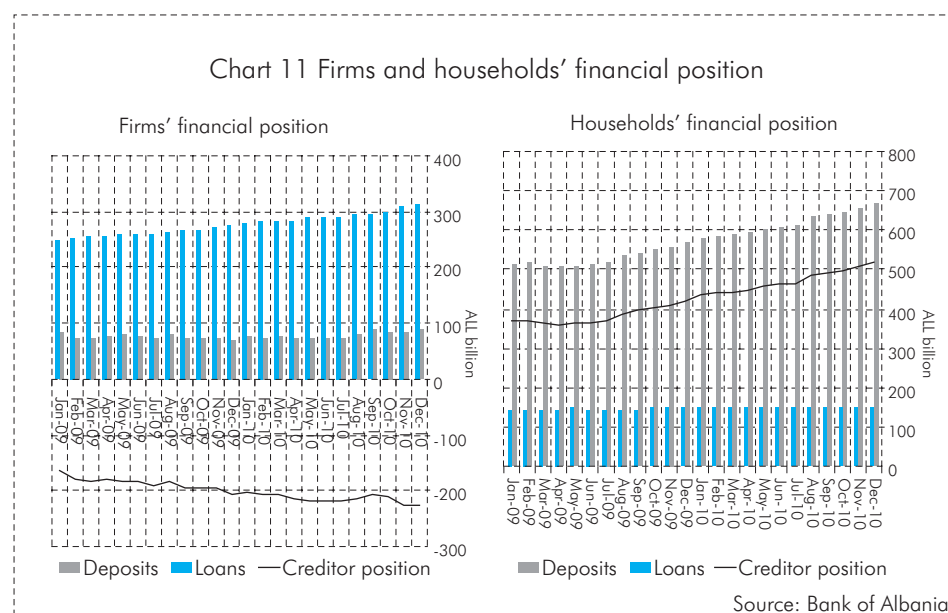 Chart 11 Firms and households’ financial position
Firms’ financial position
400
300
200
100
0
-100
-200
-300
ALL billion
Jan-09
Feb-09
Mar-09
Apr-09
May-09
Jun-09
Jul-09
Aug-09
Sep-09
Oct-09
Nov-09
Dec-09
Jan-10
Feb-10
Mar-10
Apr-10
May-10
Jun-10
Jul-10
Aug-10
Sep-10
Oct-10
Nov-10
Dec-10
Deposits Loans Creditor position
Households’ financial position
800
700
600
500
400
300
200
100
0
ALL billion
Jan-09
Feb-09
Mar-09
Apr-09
May-09
Jun-09
Jul-09
Aug-09
Sep-09
Oct-09
Nov-09
Dec-09
Jan-10
Feb-10
Mar-10
Apr-10
May-10
Jun-10
Jul-10
Aug-10
Sep-10
Oct-10
Nov-10
Dec-10
Deposits Loans Creditor position
Source: Bank of Albania